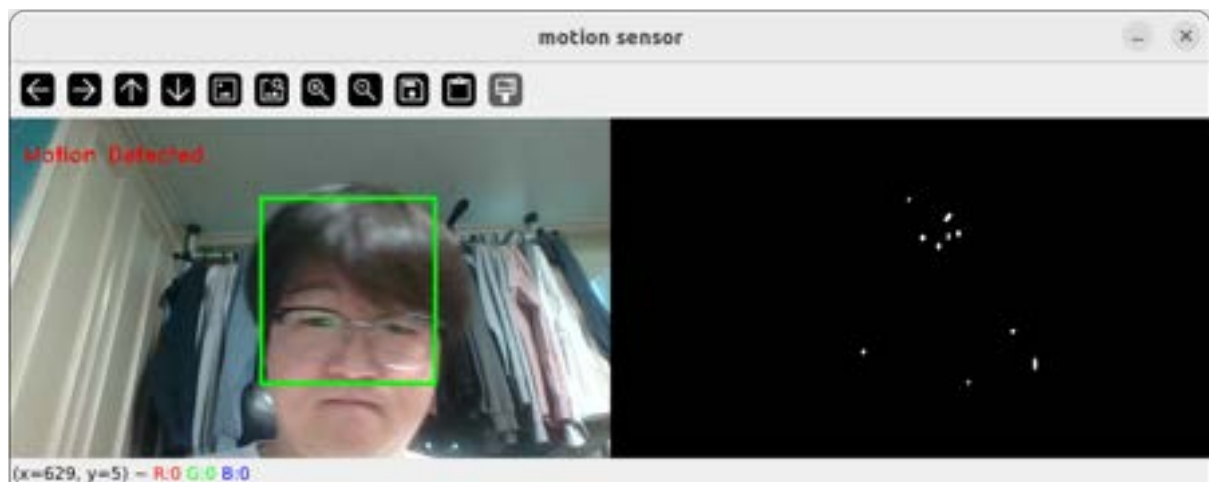 motion sensor
Motion Detected
(x=629, y=5) ~ R:0 G:0 B:0